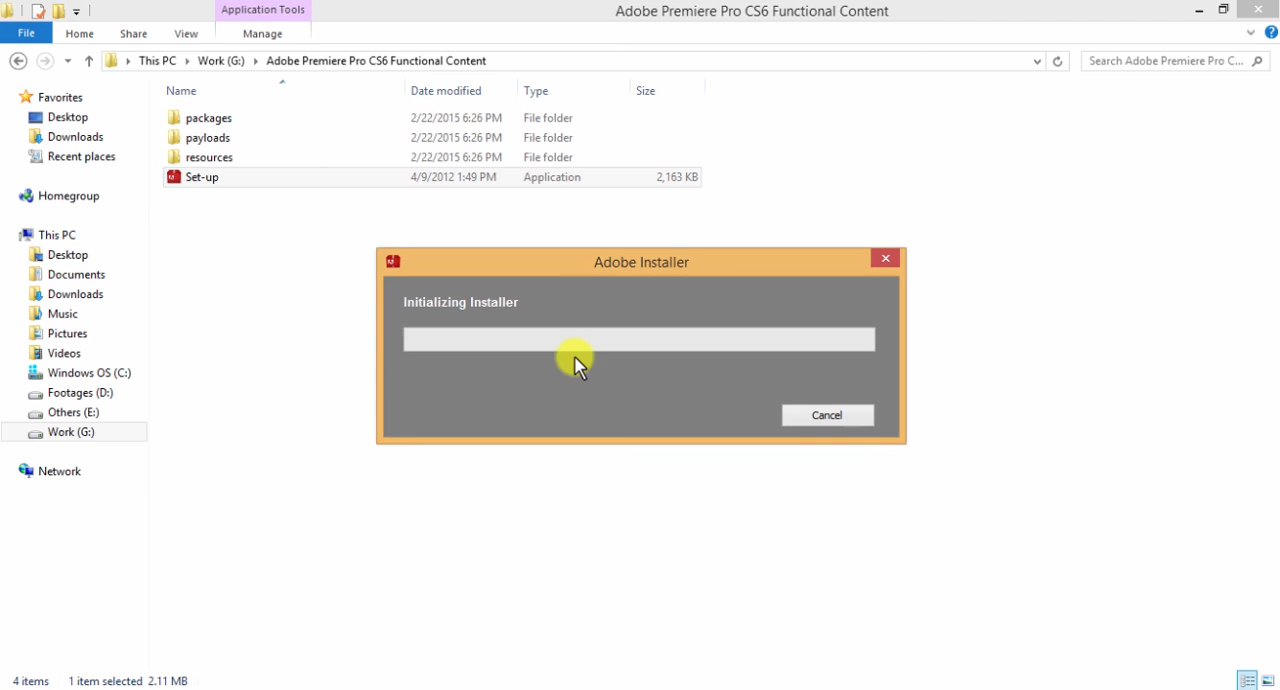 Application Tools
Adobe Premiere Pro CS6 Functional Content
File Home Share View Manage
This PC Work (G:) Adobe Premiere Pro CS6 Functional Content
Search Adobe Premiere Pro C...
Name Date modified Type Size
packages 2/22/2015 6:26 PM File folder
payloads 2/22/2015 6:26 PM File folder
resources 2/22/2015 6:26 PM File folder
Set-up 4/9/2012 1:49 PM Application 2,163 KB
Favorites
Desktop
Downloads
Recent places
Homegroup
This PC
Desktop
Documents
Downloads
Music
Pictures
Videos
Windows OS (C:)
Footages (D:)
Others (E:)
Work (G:)
Network
Adobe Installer
Initializing Installer
Cancel
4 items 1 item selected 2.11 MB